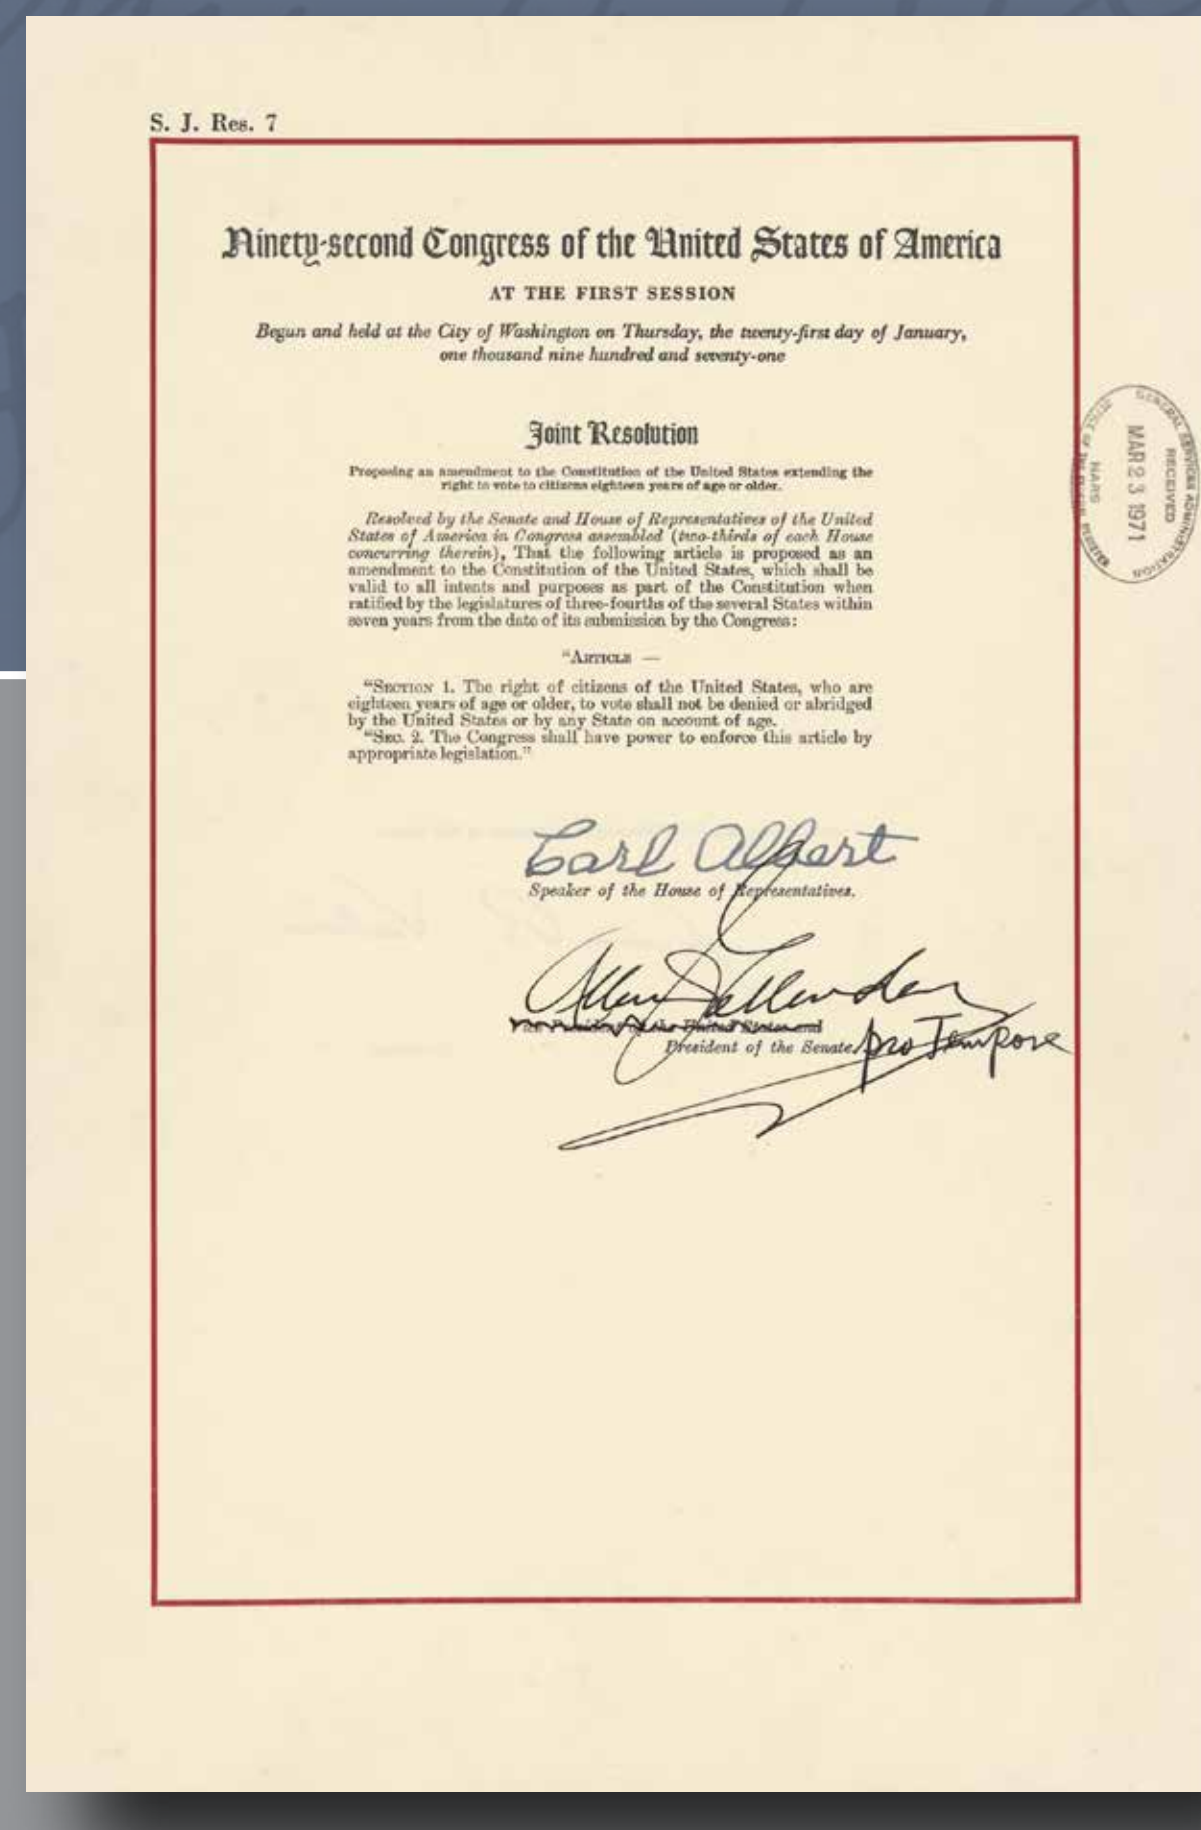 S. J. Res. 7
Ninety-second Congress of the United States of America
AT THE FIRST SESSION
Begun and held at the City of Washington on Thursday, the twenty-first day of January,
one thousand nine hundred and seventy-one
Joint Resolution
Proposing an amendment to the Constitution of the United States extending the
right to vote to citizens eighteen years of age or older.
Resolved by the Senate and House of Representatives of the United
States of America in Congress assembled (two-thirds of each House
concurring therein), That the following article is proposed as an
amendment to the Constitution of the United States, which shall be
valid to all intents and purposes as part of the Constitution when
ratified by the legislatures of three-fourths of the several States within
seven years from the date of its submission by the Congress:
"ARTICLE —
"SECTION 1. The right of citizens of the United States, who are
eighteen years of age or older, to vote shall not be denied or abridged
by the United States or by any State on account of age.
"SEC. 2. The Congress shall have power to enforce this article by
appropriate legislation."
Carl Albert
Speaker of the House of Representatives.
Allen J. Ellender
Vice President of the United States and
President of the Senate pro Tempore
GENERAL SERVICES ADMINISTRATION
RECEIVED
MAR 23 1971
NARS